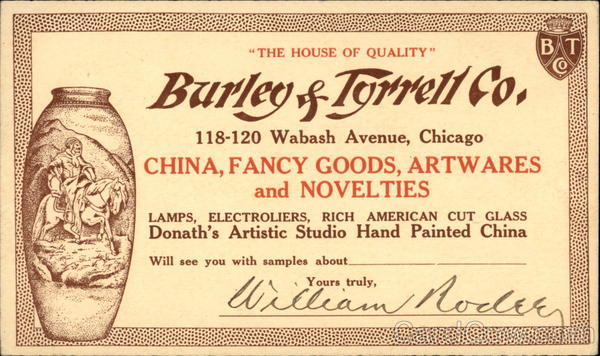 "THE HOUSE OF QUALITY"
B T
Co
Burley & Tyrrell Co.
118-120 Wabash Avenue, Chicago
CHINA, FANCY GOODS, ARTWARES
and NOVELTIES
LAMPS, ELECTROLIERS, RICH AMERICAN CUT GLASS
Donath's Artistic Studio Hand Painted China
Will see you with samples about
Yours truly,
William